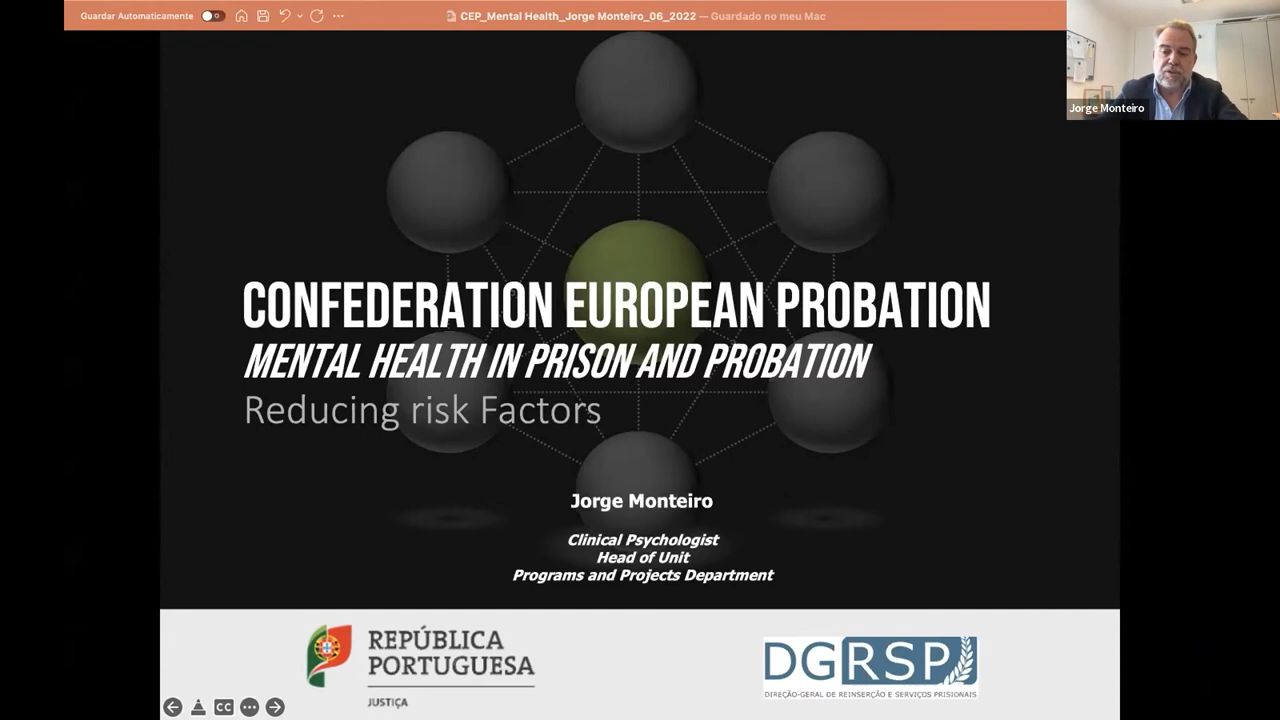 Guardar Automaticamente
CEP_Mental Health_Jorge Monteiro_06_2022 — Guardado no meu Mac
Jorge Monteiro
CONFEDERATION EUROPEAN PROBATION
MENTAL HEALTH IN PRISON AND PROBATION
Reducing risk Factors
Jorge Monteiro
Clinical Psychologist
Head of Unit
Programs and Projects Department
REPÚBLICA
PORTUGUESA
JUSTIÇA
DGRSP
DIREÇÃO-GERAL DE REINSERÇÃO E SERVIÇOS PRISIONAIS
CC